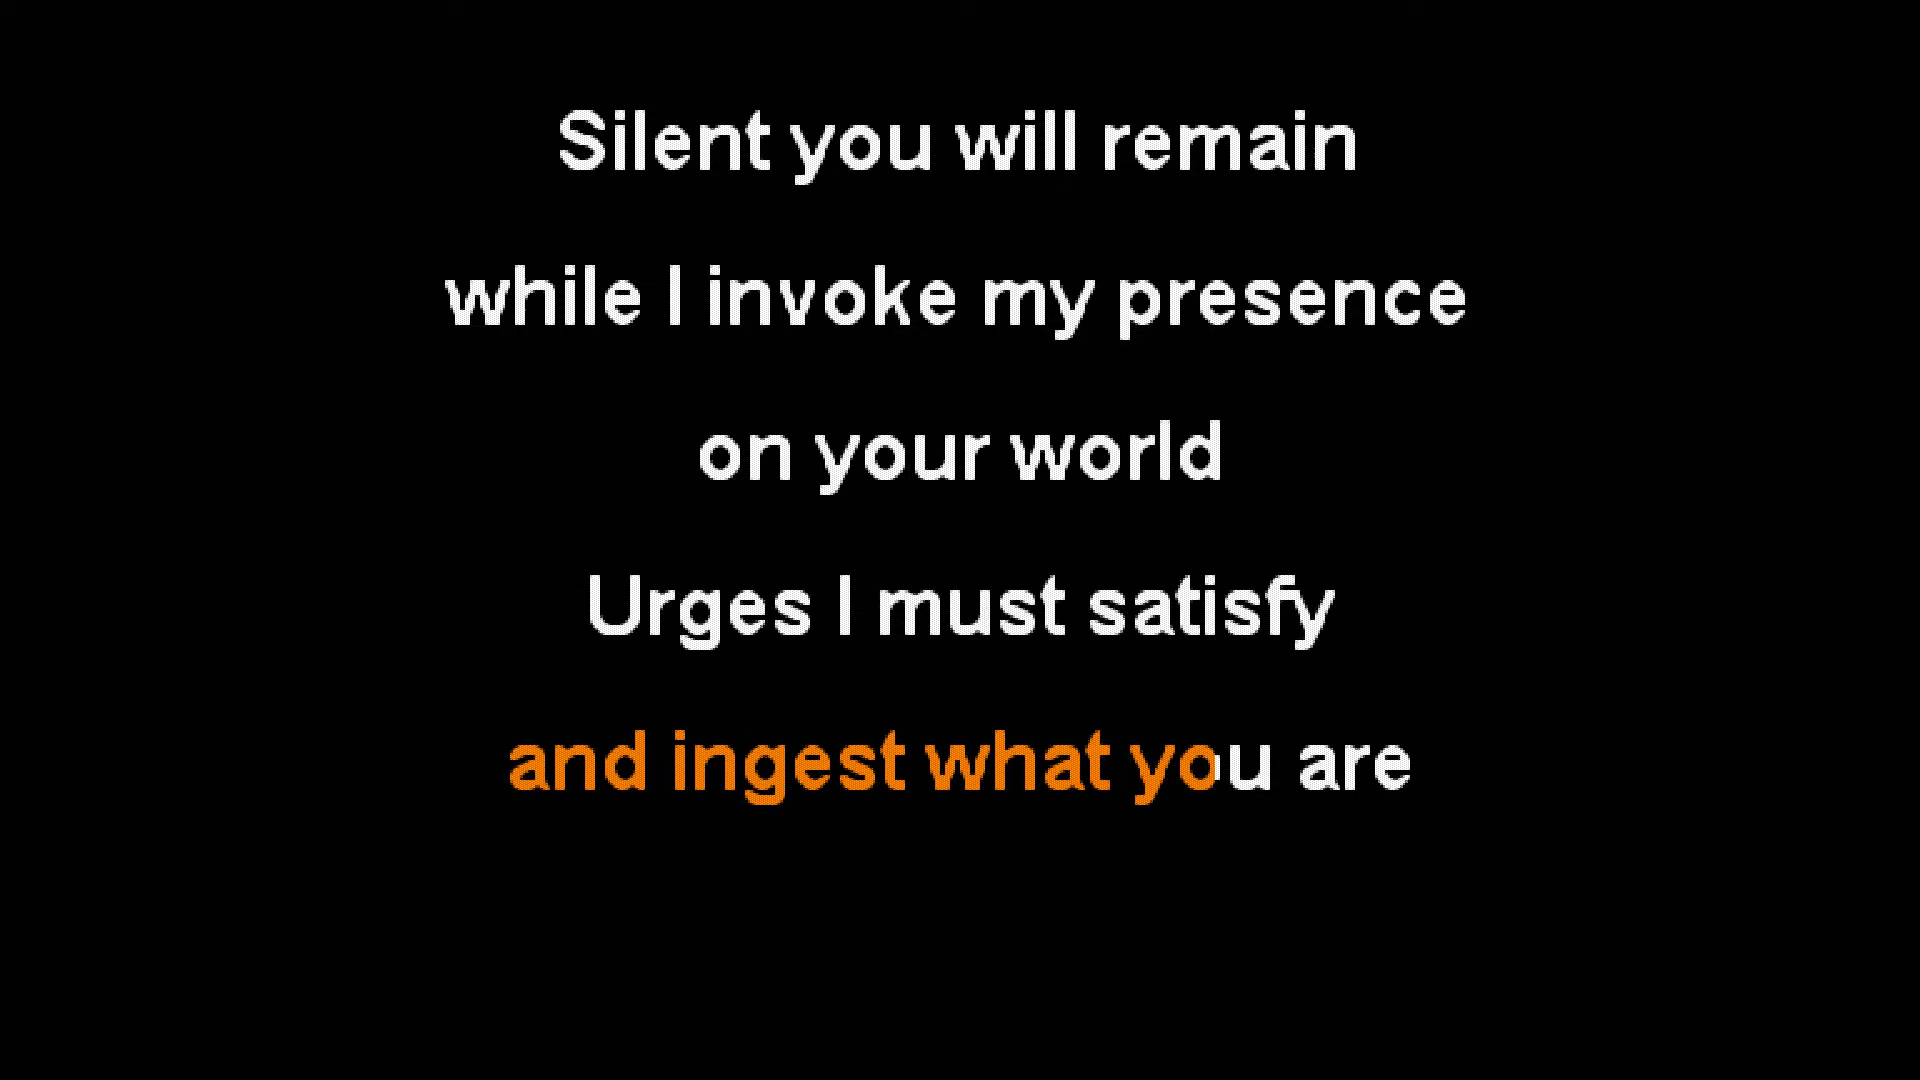 Silent you will remain
while I invoke my presence
on your world
Urges I must satisfy
and ingest what you are